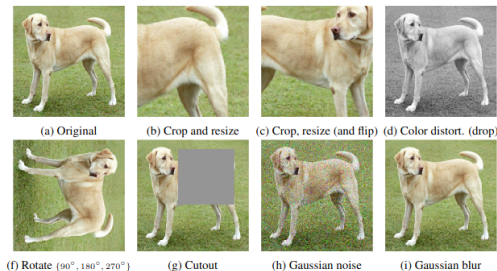 (a) Original
(b) Crop and resize
(c) Crop, resize (and flip)
(d) Color distort. (drop)
(f) Rotate {90°, 180°, 270°}
(g) Cutout
(h) Gaussian noise
(i) Gaussian blur